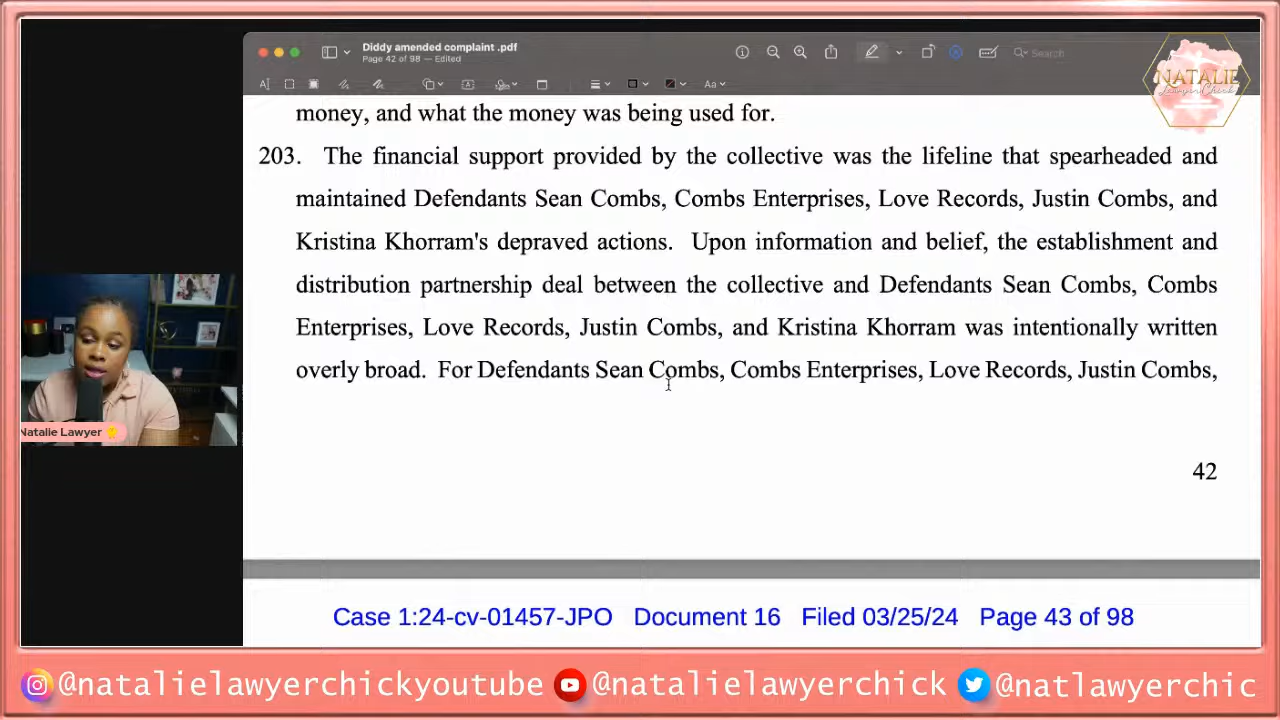 Diddy amended complaint .pdf
Page 42 of 98 — Edited
Search
NATALIE
LawyerChick
money, and what the money was being used for.
203. The financial support provided by the collective was the lifeline that spearheaded and
maintained Defendants Sean Combs, Combs Enterprises, Love Records, Justin Combs, and
Kristina Khorram's depraved actions. Upon information and belief, the establishment and
distribution partnership deal between the collective and Defendants Sean Combs, Combs
Enterprises, Love Records, Justin Combs, and Kristina Khorram was intentionally written
overly broad. For Defendants Sean Combs, Combs Enterprises, Love Records, Justin Combs,
Natalie Lawyer
42
Case 1:24-cv-01457-JPO Document 16 Filed 03/25/24 Page 43 of 98
@natalielawyerchickyoutube @natalielawyerchick @natlawyerchic